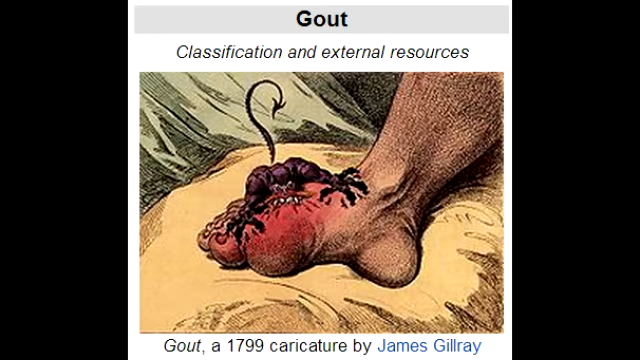 Gout
Classification and external resources
Gout, a 1799 caricature by James Gillray